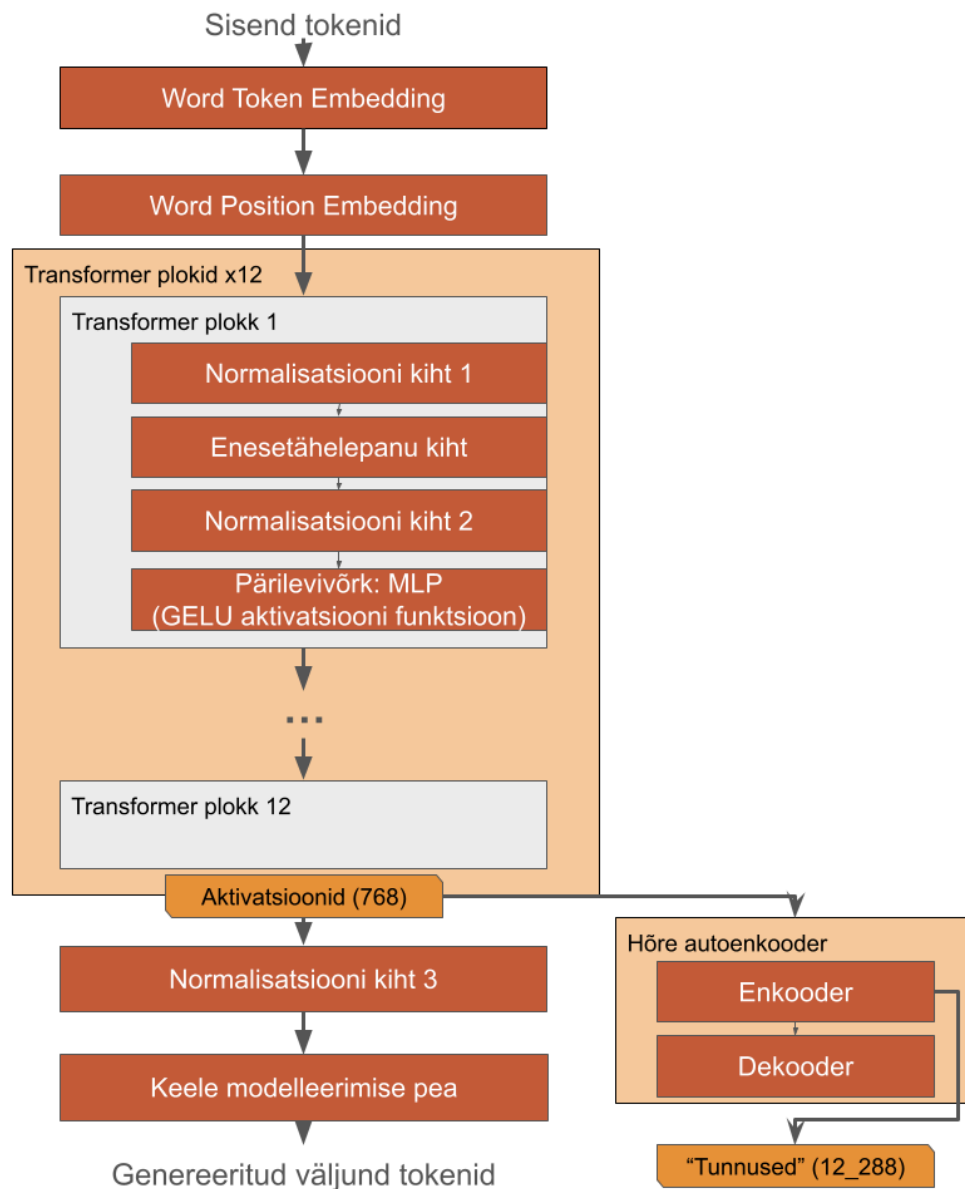 Sisend tokenid
Word Token Embedding
Word Position Embedding
Transformer plokid x12
Transformer plokk 1
Normalisatsiooni kiht 1
Enesetähelepanu kiht
Normalisatsiooni kiht 2
Pärilevivõrk: MLP
(GELU aktivatsiooni funktsioon)
...
Transformer plokk 12
Aktivatsioonid (768)
Normalisatsiooni kiht 3
Keele modelleerimise pea
Genereeritud väljund tokenid
Hõre autoenkooder
Enkooder
Dekooder
“Tunnused” (12_288)